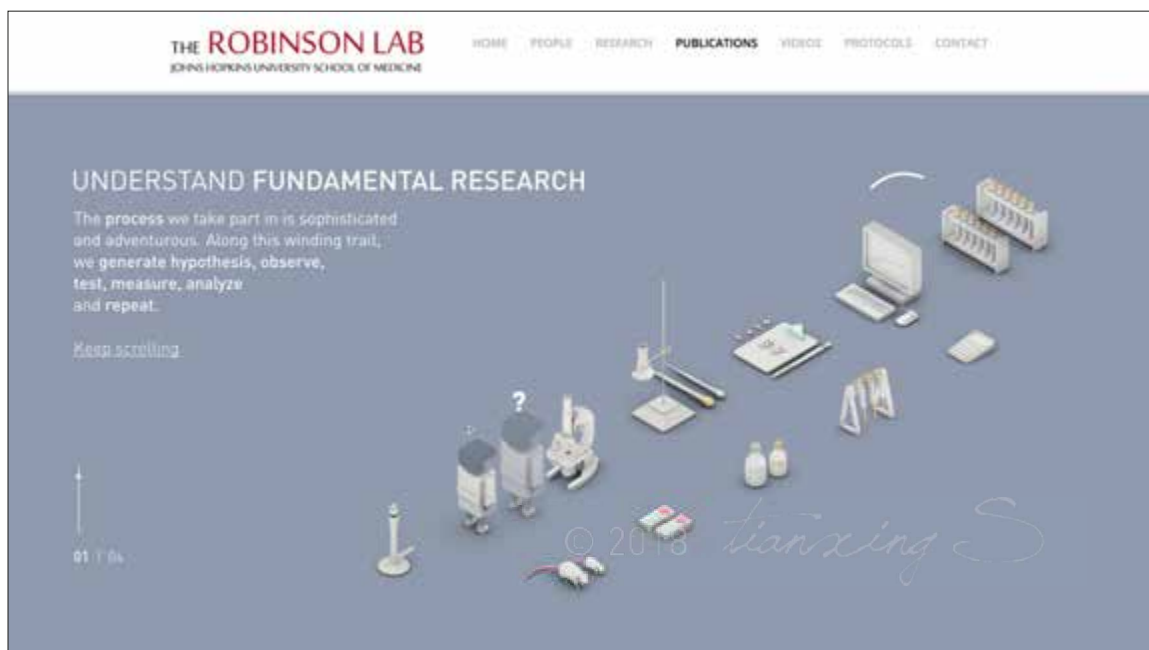 THE ROBINSON LAB
JOHNS HOPKINS UNIVERSITY SCHOOL OF MEDICINE
HOME PEOPLE RESEARCH PUBLICATIONS VIDEOS PROTOCOLS CONTACT
UNDERSTAND FUNDAMENTAL RESEARCH
The process we take part in is sophisticated
and adventurous. Along this winding trail,
we generate hypothesis, observe,
test, measure, analyze
and repeat.
Keep scrolling
?
01 / 04
© 2018 tianxing S